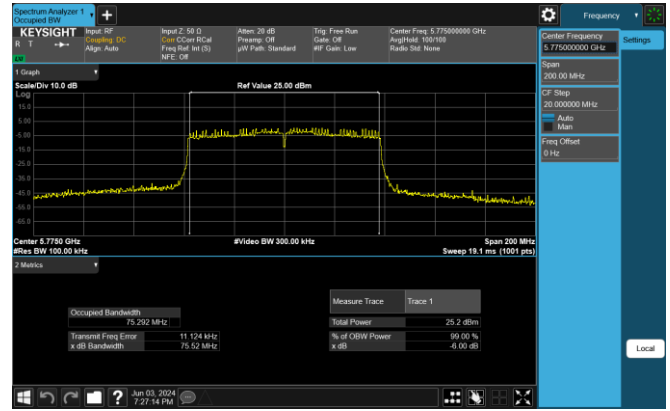 Spectrum Analyzer 1
Occupied BW
+
Frequency
KEYSIGHT
R T
Input: RF
Coupling: DC
Align: Auto
Input Z: 50 Ω
Corr CCorr RCal
Freq Ref: Int (S)
NFE: Off
Atten: 20 dB
Preamp: Off
µW Path: Standard
Trig: Free Run
Gate: Off
#IF Gain: Low
Center Freq: 5.775000000 GHz
Avg|Hold: 100/100
Radio Std: None
Center Frequency
5.775000000 GHz
Settings
Span
200.00 MHz
CF Step
20.000000 MHz
Auto
Man
Freq Offset
0 Hz
1 Graph
Scale/Div 10.0 dB
Ref Value 25.00 dBm
Log
15.0
5.00
-5.00
-15.0
-25.0
-35.0
-45.0
-55.0
-65.0
Center 5.7750 GHz
#Video BW 300.00 kHz
Span 200 MHz
#Res BW 100.00 kHz
Sweep 19.1 ms (1001 pts)
2 Metrics
Occupied Bandwidth
75.292 MHz
Transmit Freq Error
11.124 kHz
x dB Bandwidth
75.52 MHz
Measure Trace
Trace 1
Total Power
25.2 dBm
% of OBW Power
99.00 %
x dB
-6.00 dB
Local
?
Jun 03, 2024
7:27:14 PM